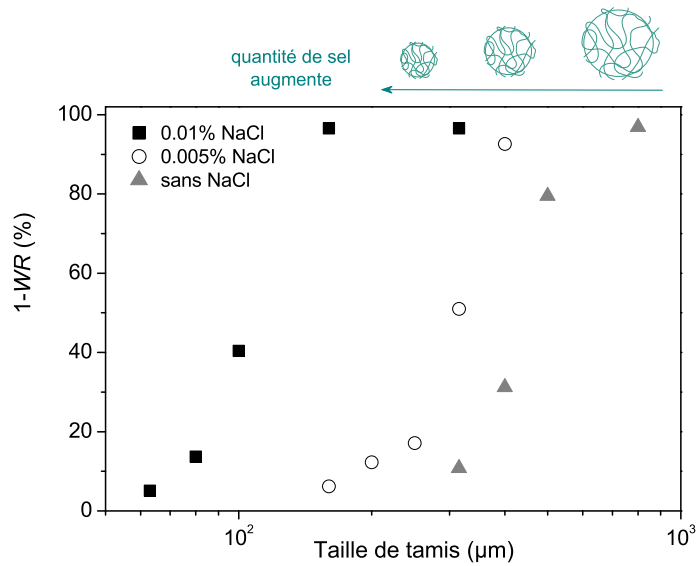 quantité de sel
augmente
100
80
60
40
20
0
1-WR (%)
0.01% NaCl
0.005% NaCl
sans NaCl
10²
10³
Taille de tamis (µm)